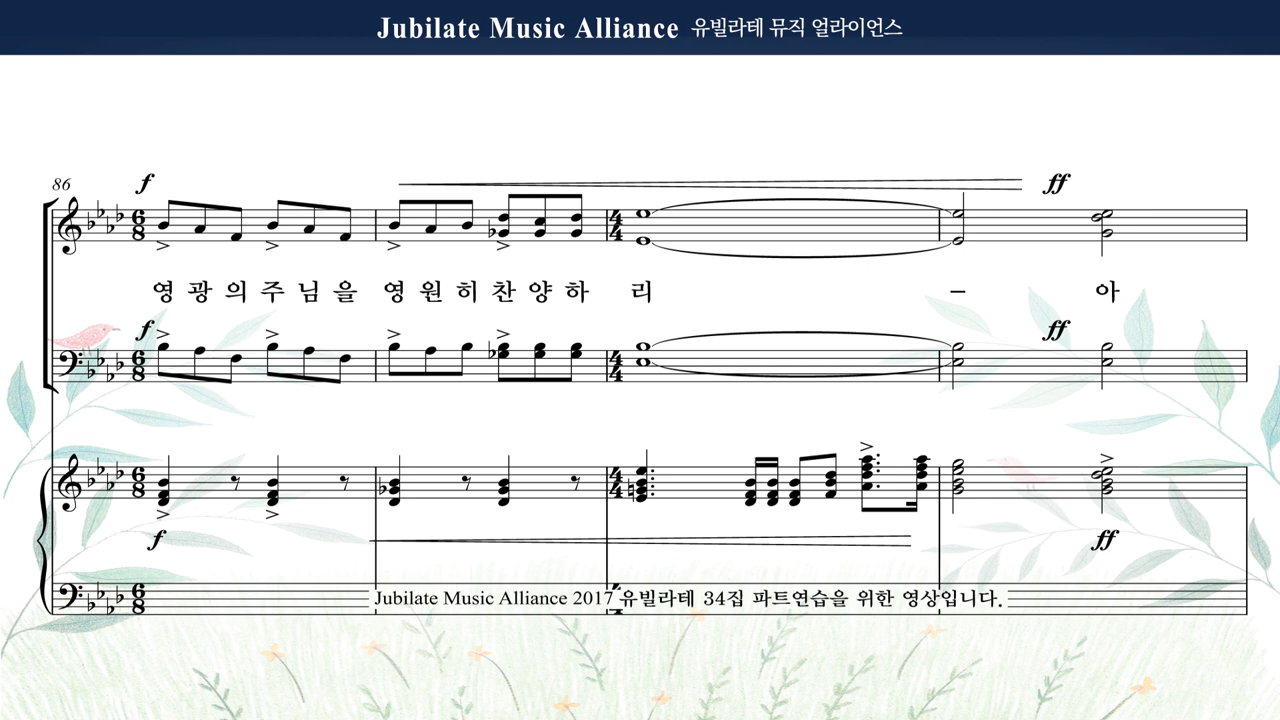 Jubilate Music Alliance 유빌라테 뮤직 얼라이언스
86
f
ff
영 광 의 주 님 을 영 원 히 찬 양 하 리 – 아
f
ff
f
ff
Jubilate Music Alliance 2017 유빌라테 34집 파트연습을 위한 영상입니다.